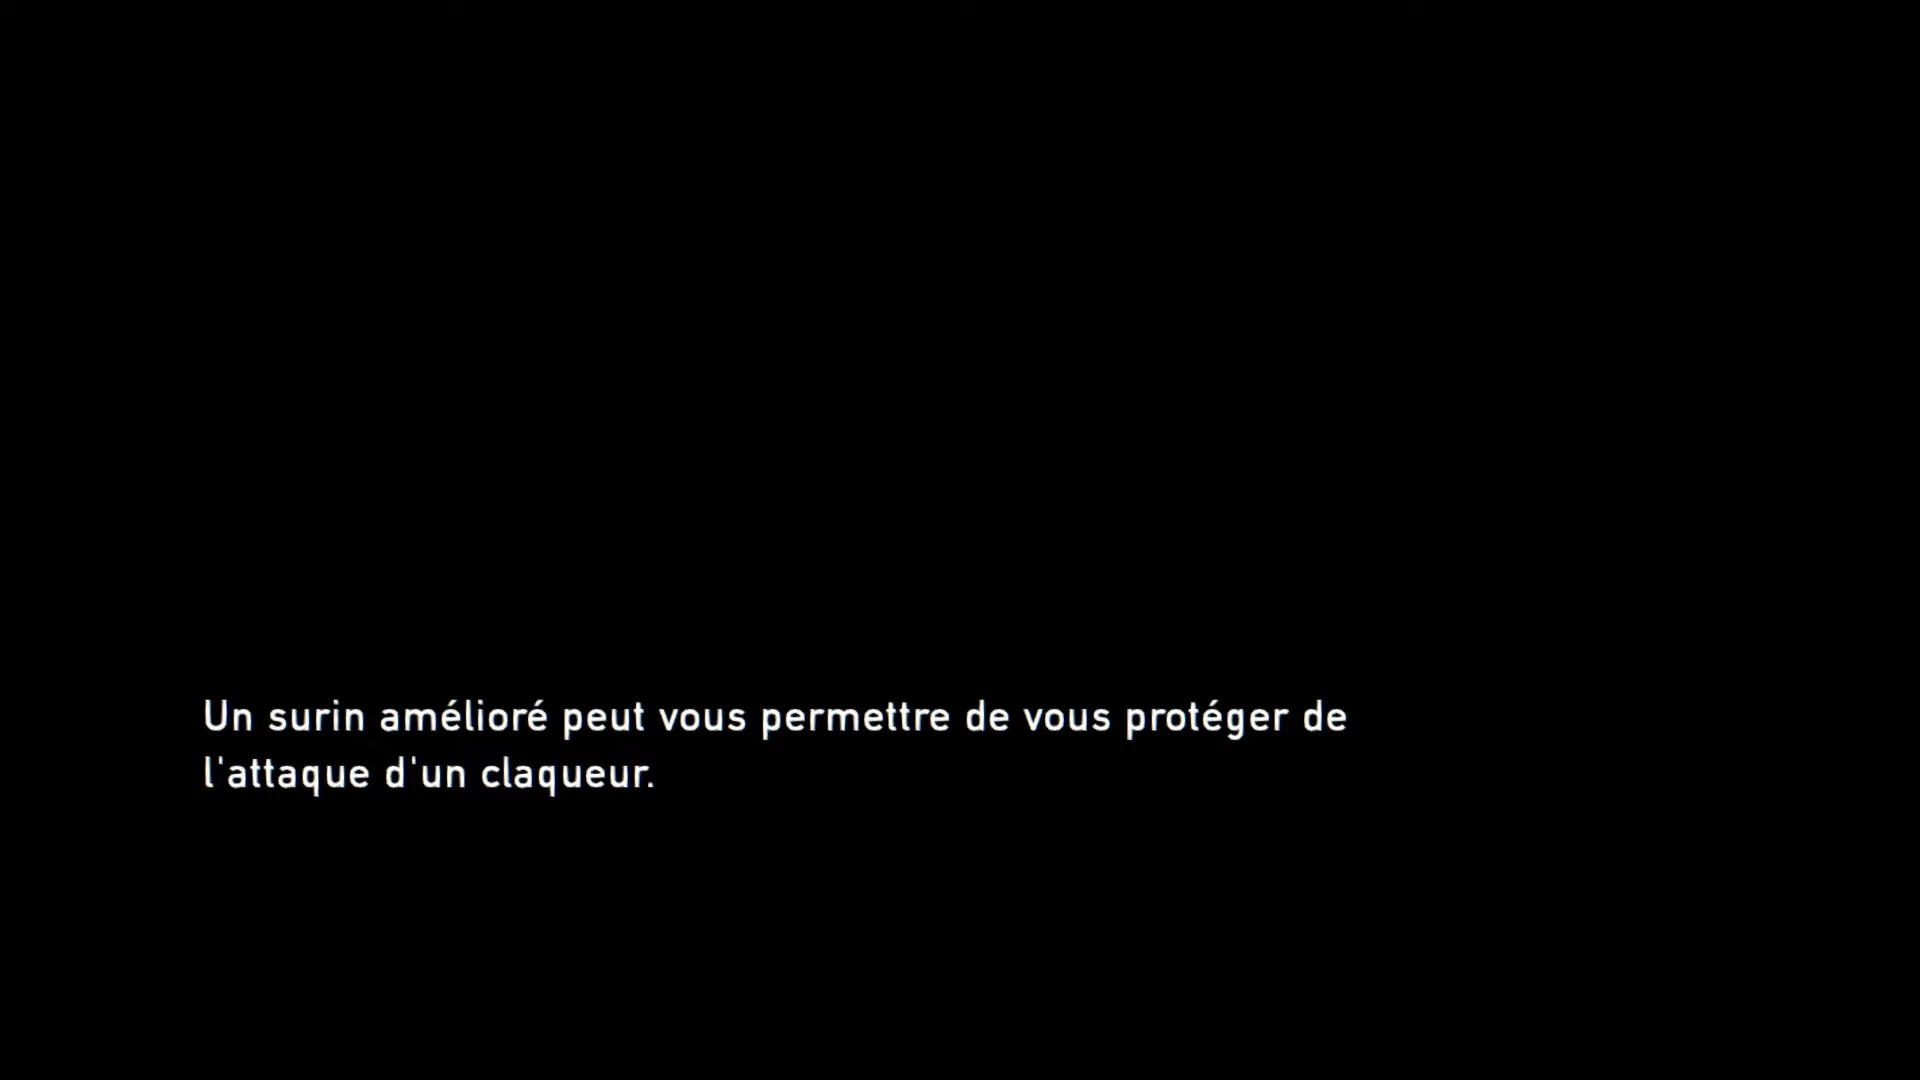 Un surin amélioré peut vous permettre de vous protéger de
l'attaque d'un claqueur.